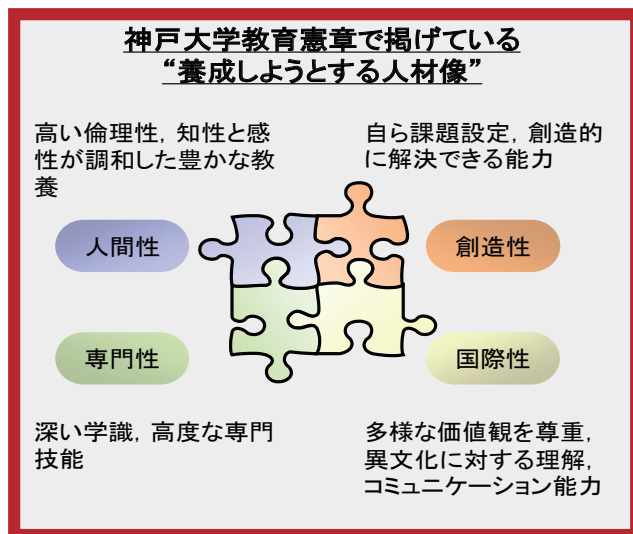 神戸大学教育憲章で掲げている
“養成しようとする人材像”
高い倫理性, 知性と感
性が調和した豊かな教
養
自ら課題設定, 創造的
に解決できる能力
人間性
創造性
専門性
国際性
深い学識, 高度な専門
技能
多様な価値観を尊重,
異文化に対する理解,
コミュニケーション能力